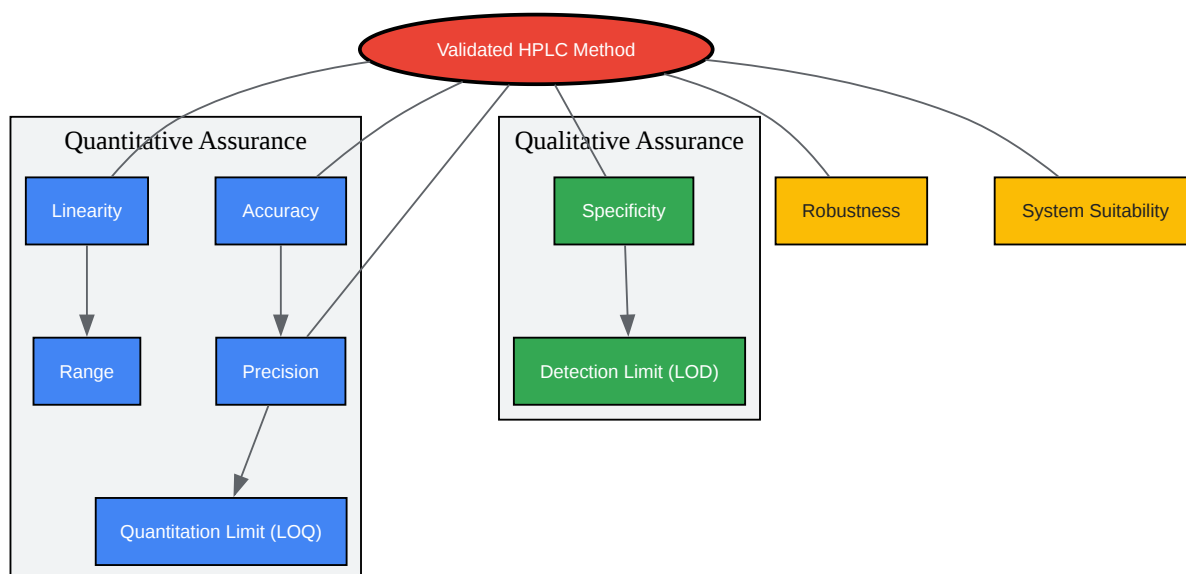 Validated HPLC Method
Quantitative Assurance
Qualitative Assurance
Linearity
Accuracy
Specificity
Robustness
System Suitability
Range
Precision
Detection Limit (LOD)
Quantitation Limit (LOQ)